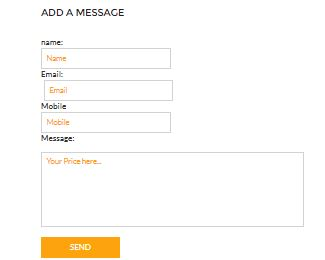 ADD A MESSAGE
name:
Name
Email:
Email
Mobile
Mobile
Message:
Your Price here...
SEND